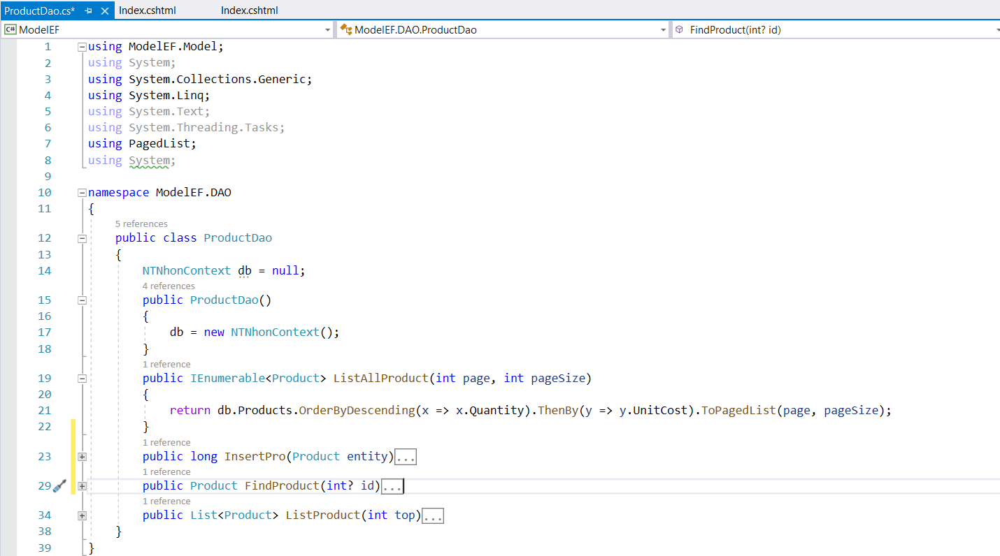 ProductDao.cs* Index.cshtml Index.cshtml
C# ModelEF ModelEF.DAO.ProductDao FindProduct(int? id)
1 using ModelEF.Model;
2 using System;
3 using System.Collections.Generic;
4 using System.Linq;
5 using System.Text;
6 using System.Threading.Tasks;
7 using PagedList;
8 using System;
9
10 namespace ModelEF.DAO
11 {
5 references
12 public class ProductDao
13 {
14 NTNhonContext db = null;
4 references
15 public ProductDao()
16 {
17 db = new NTNhonContext();
18 }
1 reference
19 public IEnumerable<Product> ListAllProduct(int page, int pageSize)
20 {
21 return db.Products.OrderByDescending(x => x.Quantity).ThenBy(y => y.UnitCost).ToPagedList(page, pageSize);
22 }
1 reference
23 public long InsertPro(Product entity)...
1 reference
29 public Product FindProduct(int? id)...
1 reference
34 public List<Product> ListProduct(int top)...
38 }
39 }